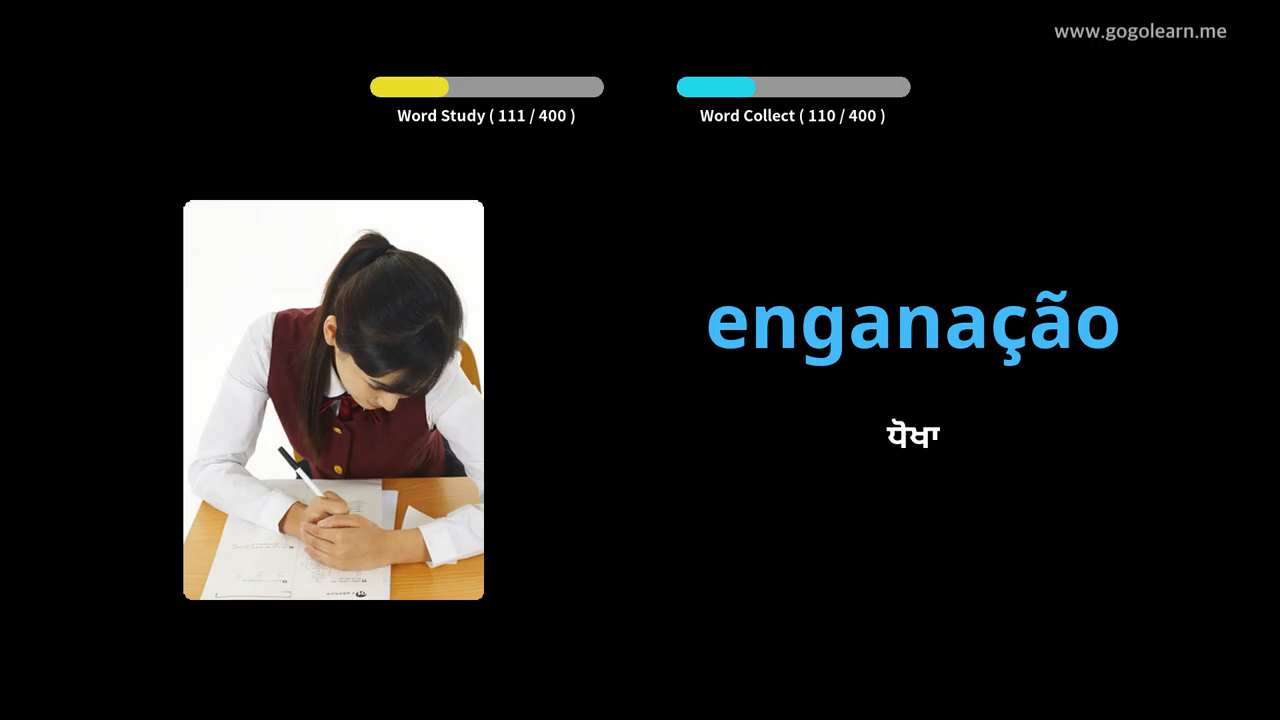 www.gogolearn.me
Word Study ( 111 / 400 )
Word Collect ( 110 / 400 )
enganação
ਧੋਖਾ